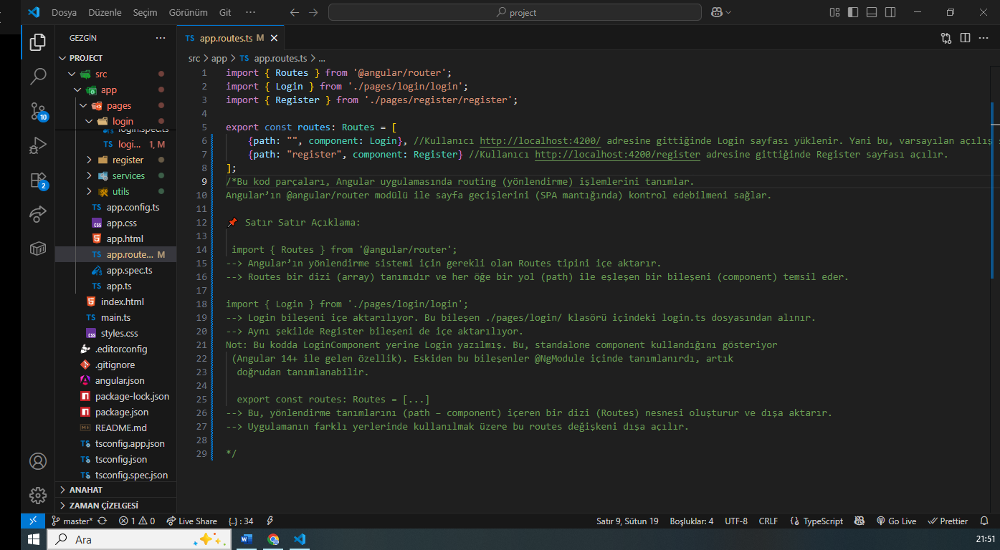 Dosya Düzenle Seçim Görünüm Git ··· project
GEZGİN ···
PROJECT
src
app
pages
login
login.spec.ts
logi... 1, M
register
services
utils
app.config.ts
app.css
app.html
app.route... M
app.spec.ts
app.ts
index.html
main.ts
styles.css
.editorconfig
.gitignore
angular.json
package-lock.json
package.json
README.md
tsconfig.app.json
tsconfig.json
tsconfig.spec.json
ANAHAT
ZAMAN ÇİZELGESİ
10
2
TS app.routes.ts M
src > app > TS app.routes.ts > ...
1 import { Routes } from '@angular/router';
2 import { Login } from './pages/login/login';
3 import { Register } from './pages/register/register';
4
5 export const routes: Routes = [
6 {path: "", component: Login}, //Kullanıcı http://localhost:4200/ adresine gittiğinde Login sayfası yüklenir. Yani bu, varsayılan açılış
7 {path: "register", component: Register} //Kullanıcı http://localhost:4200/register adresine gittiğinde Register sayfası açılır.
8 ];
9 /*Bu kod parçaları, Angular uygulamasında routing (yönlendirme) işlemlerini tanımlar.
10 Angular’ın @angular/router modülü ile sayfa geçişlerini (SPA mantığında) kontrol edebilmeni sağlar.
11
12 📌 Satır Satır Açıklama:
13
14 import { Routes } from '@angular/router';
15 --> Angular’ın yönlendirme sistemi için gerekli olan Routes tipini içe aktarır.
16 --> Routes bir dizi (array) tanımıdır ve her öğe bir yol (path) ile eşleşen bir bileşeni (component) temsil eder.
17
18 import { Login } from './pages/login/login';
19 --> Login bileşeni içe aktarılıyor. Bu bileşen ./pages/login/ klasörü içindeki login.ts dosyasından alınır.
20 --> Aynı şekilde Register bileşeni de içe aktarılıyor.
21 Not: Bu kodda LoginComponent yerine Login yazılmış. Bu, standalone component kullandığını gösteriyor
22 (Angular 14+ ile gelen özellik). Eskiden bu bileşenler @NgModule içinde tanımlanırdı, artık
23 doğrudan tanımlanabilir.
24
25 export const routes: Routes = [...]
26 --> Bu, yönlendirme tanımlarını (path – component) içeren bir dizi (Routes) nesnesi oluşturur ve dışa aktarır.
27 --> Uygulamanın farklı yerlerinde kullanılmak üzere bu routes değişkeni dışa açılır.
28
29 */
master* 1 0 Live Share {..} : 34 Satır 9, Sütun 19 Boşluklar: 4 UTF-8 CRLF {} TypeScript Go Live Prettier
Ara 21:51